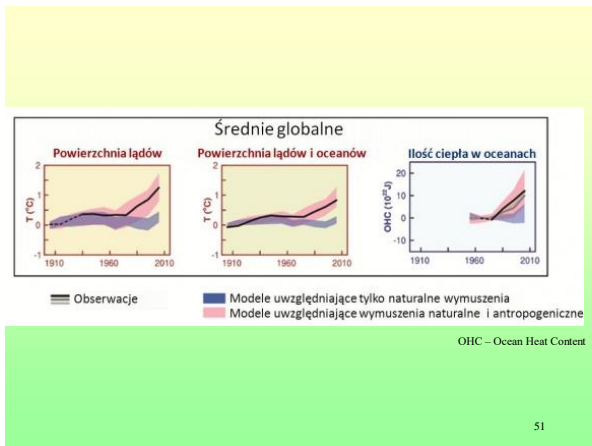 Średnie globalne
Powierzchnia lądów
Powierzchnia lądów i oceanów
Ilość ciepła w oceanach
T (°C)
2
1
0
-1
1910
1960
2010
T (°C)
2
1
0
-1
1910
1960
2010
OHC (10²²J)
20
10
0
-10
1910
1960
2010
Obserwacje
Modele uwzględniające tylko naturalne wymuszenia
Modele uwzględniające wymuszenia naturalne i antropogeniczne
OHC – Ocean Heat Content
51